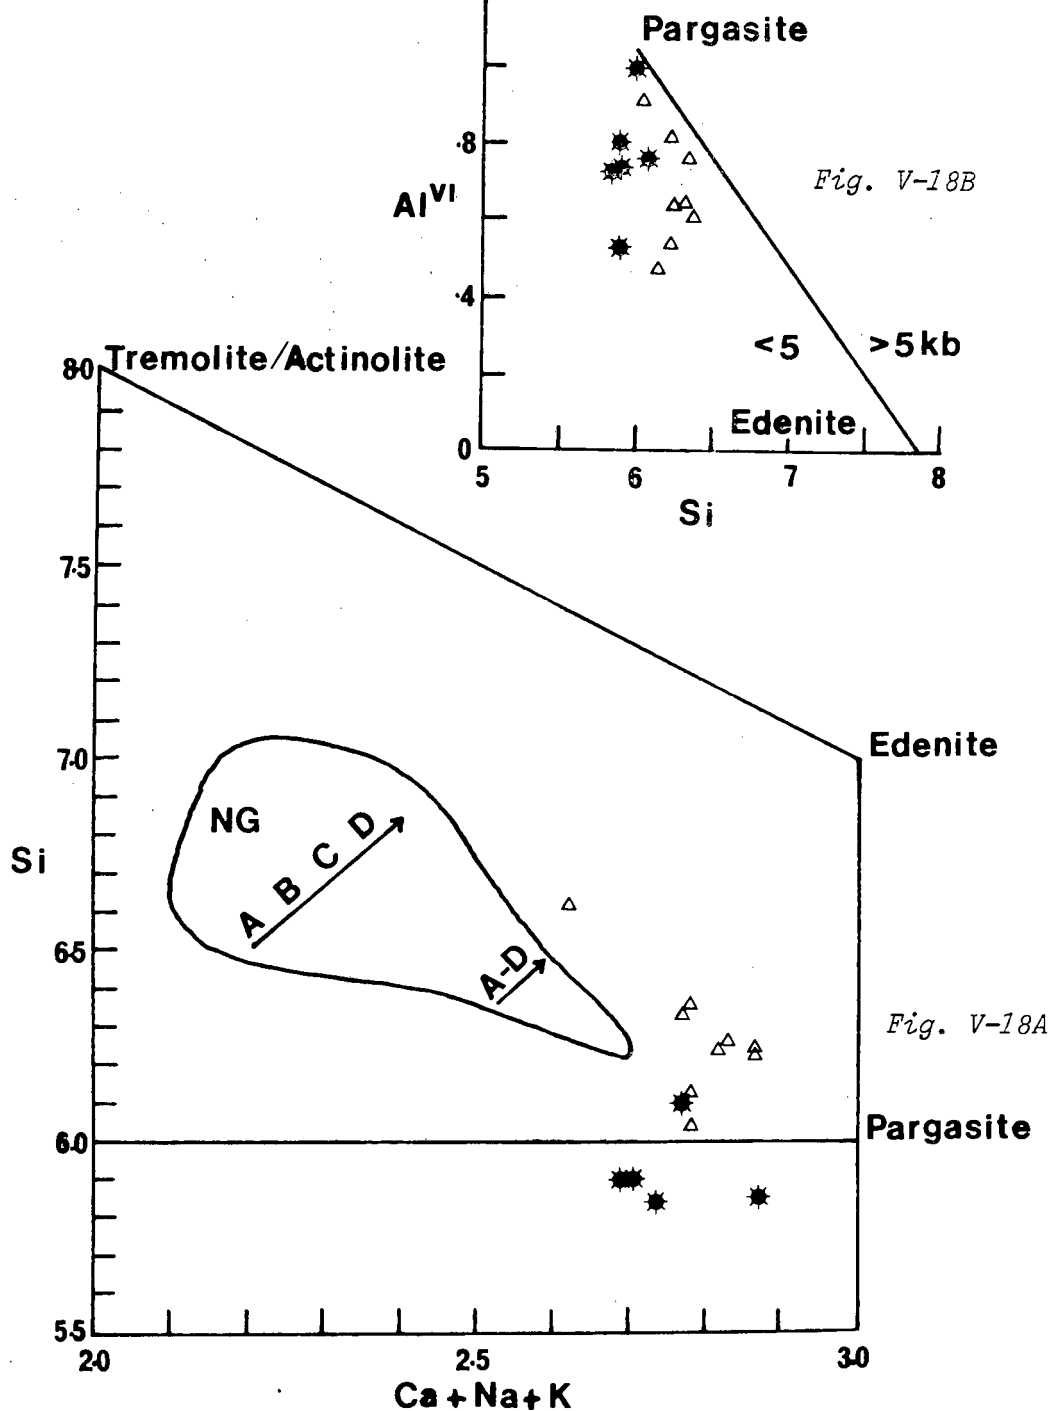 Pargasite
·8
Al^VI
Fig. V-18B
·4
<5 >5kb
Edenite
0
5 6 7 8
Si
8·0 Tremolite/Actinolite
7·5
7·0 Edenite
NG
A B C D
Si
6·5
A-D
Fig. V-18A
6·0 Pargasite
5·5
2·0 2·5 3·0
Ca+Na+K